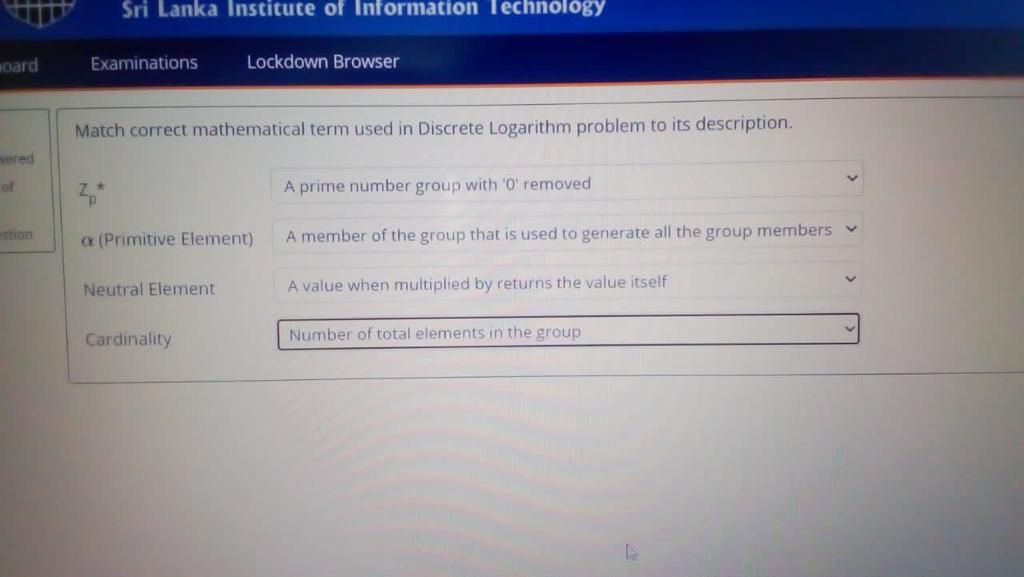 Sri Lanka Institute of Information Technology
oard Examinations Lockdown Browser
Match correct mathematical term used in Discrete Logarithm problem to its description.
wered
of
estion
Zp* A prime number group with '0' removed
α (Primitive Element) A member of the group that is used to generate all the group members
Neutral Element A value when multiplied by returns the value itself
Cardinality Number of total elements in the group